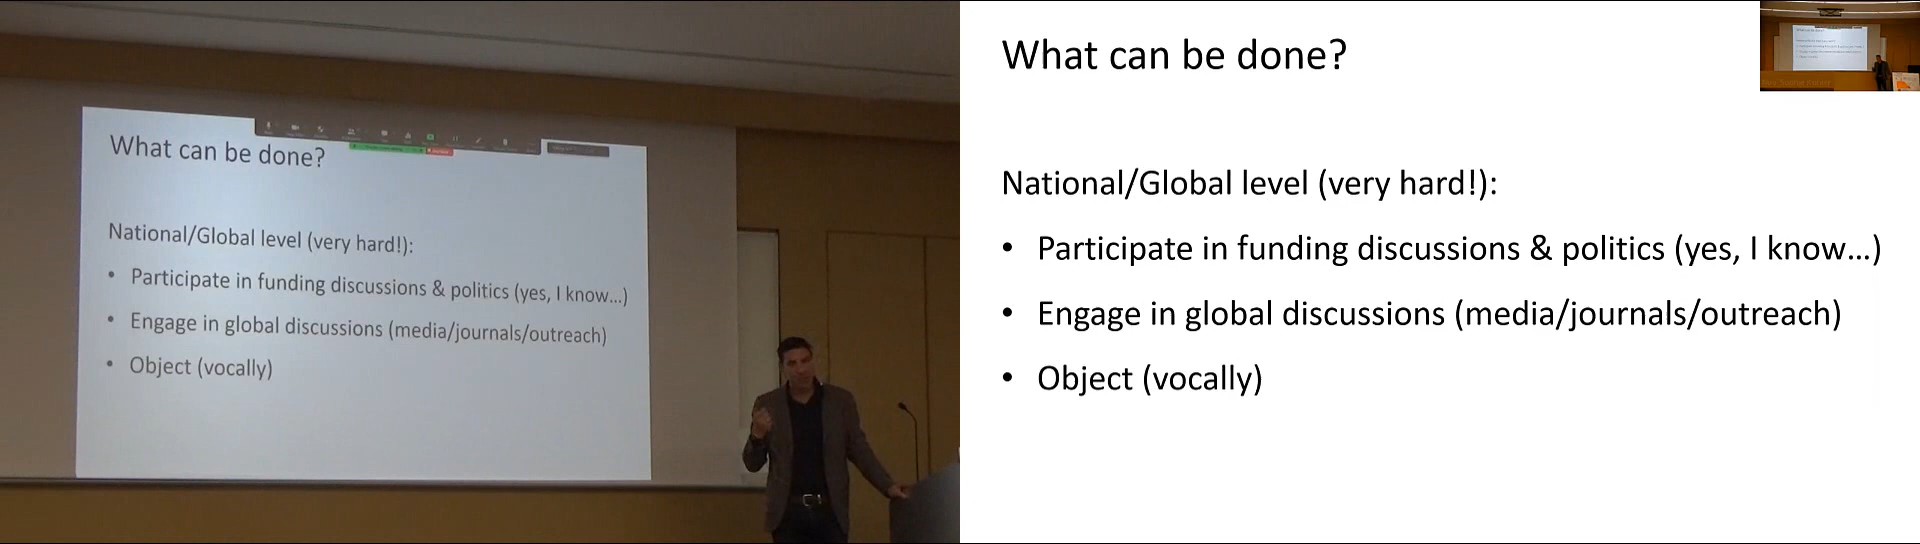 What can be done?
National/Global level (very hard!):
• Participate in funding discussions & politics (yes, I know...)
• Engage in global discussions (media/journals/outreach)
• Object (vocally)
What can be done?
National/Global level (very hard!):
• Participate in funding discussions & politics (yes, I know...)
• Engage in global discussions (media/journals/outreach)
• Object (vocally)